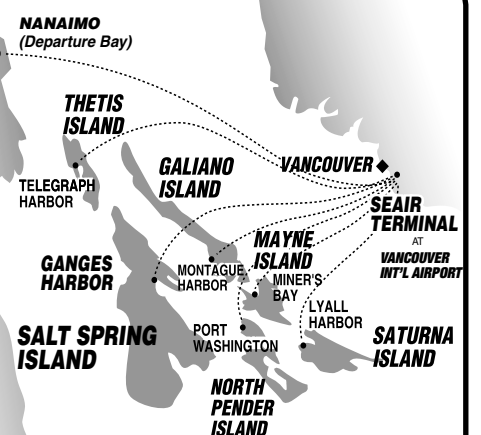 NANAIMO
(Departure Bay)
THETIS
ISLAND
TELEGRAPH
HARBOR
GALIANO
ISLAND
VANCOUVER
SEAIR
TERMINAL
AT
VANCOUVER
INT'L AIRPORT
GANGES
HARBOR
MONTAGUE
HARBOR
MAYNE
ISLAND
MINER'S
BAY
SALT SPRING
ISLAND
PORT
WASHINGTON
LYALL
HARBOR
SATURNA
ISLAND
NORTH
PENDER
ISLAND